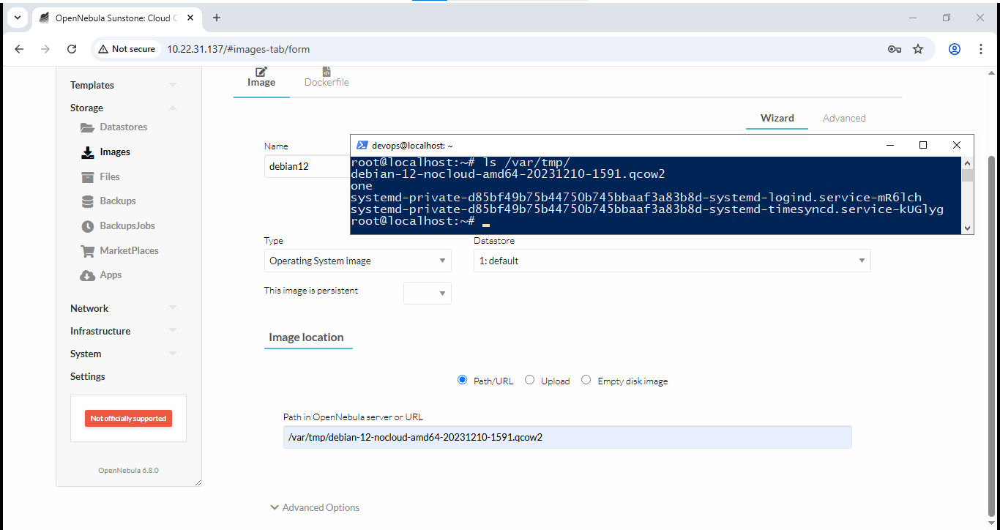 OpenNebula Sunstone: Cloud C
Not secure
10.22.31.137/#images-tab/form
Templates
Storage
Datastores
Images
Files
Backups
BackupsJobs
MarketPlaces
Apps
Network
Infrastructure
System
Settings
Not officially supported
OpenNebula 6.8.0
Image
Dockerfile
Wizard
Advanced
Name
debian12
devops@localhost: ~
root@localhost:~# ls /var/tmp/
debian-12-nocloud-amd64-20231210-1591.qcow2
one
systemd-private-d85bf49b75b44750b745bbaaf3a83b8d-systemd-logind.service-mR6lch
systemd-private-d85bf49b75b44750b745bbaaf3a83b8d-systemd-timesyncd.service-kUGlyg
root@localhost:~#
Type
Datastore
Operating System image
1: default
This image is persistent
Image location
Path/URL
Upload
Empty disk image
Path in OpenNebula server or URL
/var/tmp/debian-12-nocloud-amd64-20231210-1591.qcow2
Advanced Options